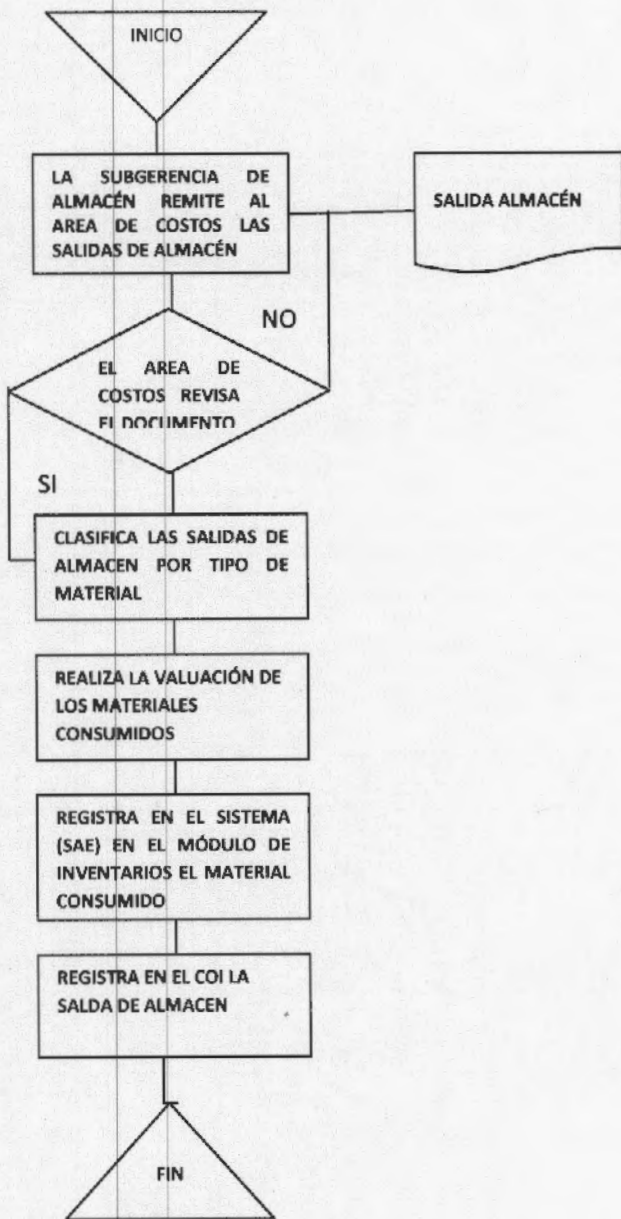 INICIO
LA SUBGERENCIA DE
ALMACÉN REMITE AL
AREA DE COSTOS LAS
SALIDAS DE ALMACÉN
SALIDA ALMACÉN
NO
EL AREA DE
COSTOS REVISA
EL DOCUMENTO
SI
CLASIFICA LAS SALIDAS DE
ALMACEN POR TIPO DE
MATERIAL
REALIZA LA VALUACIÓN DE
LOS MATERIALES
CONSUMIDOS
REGISTRA EN EL SISTEMA
(SAE) EN EL MÓDULO DE
INVENTARIOS EL MATERIAL
CONSUMIDO
REGISTRA EN EL COI LA
SALDA DE ALMACEN
FIN